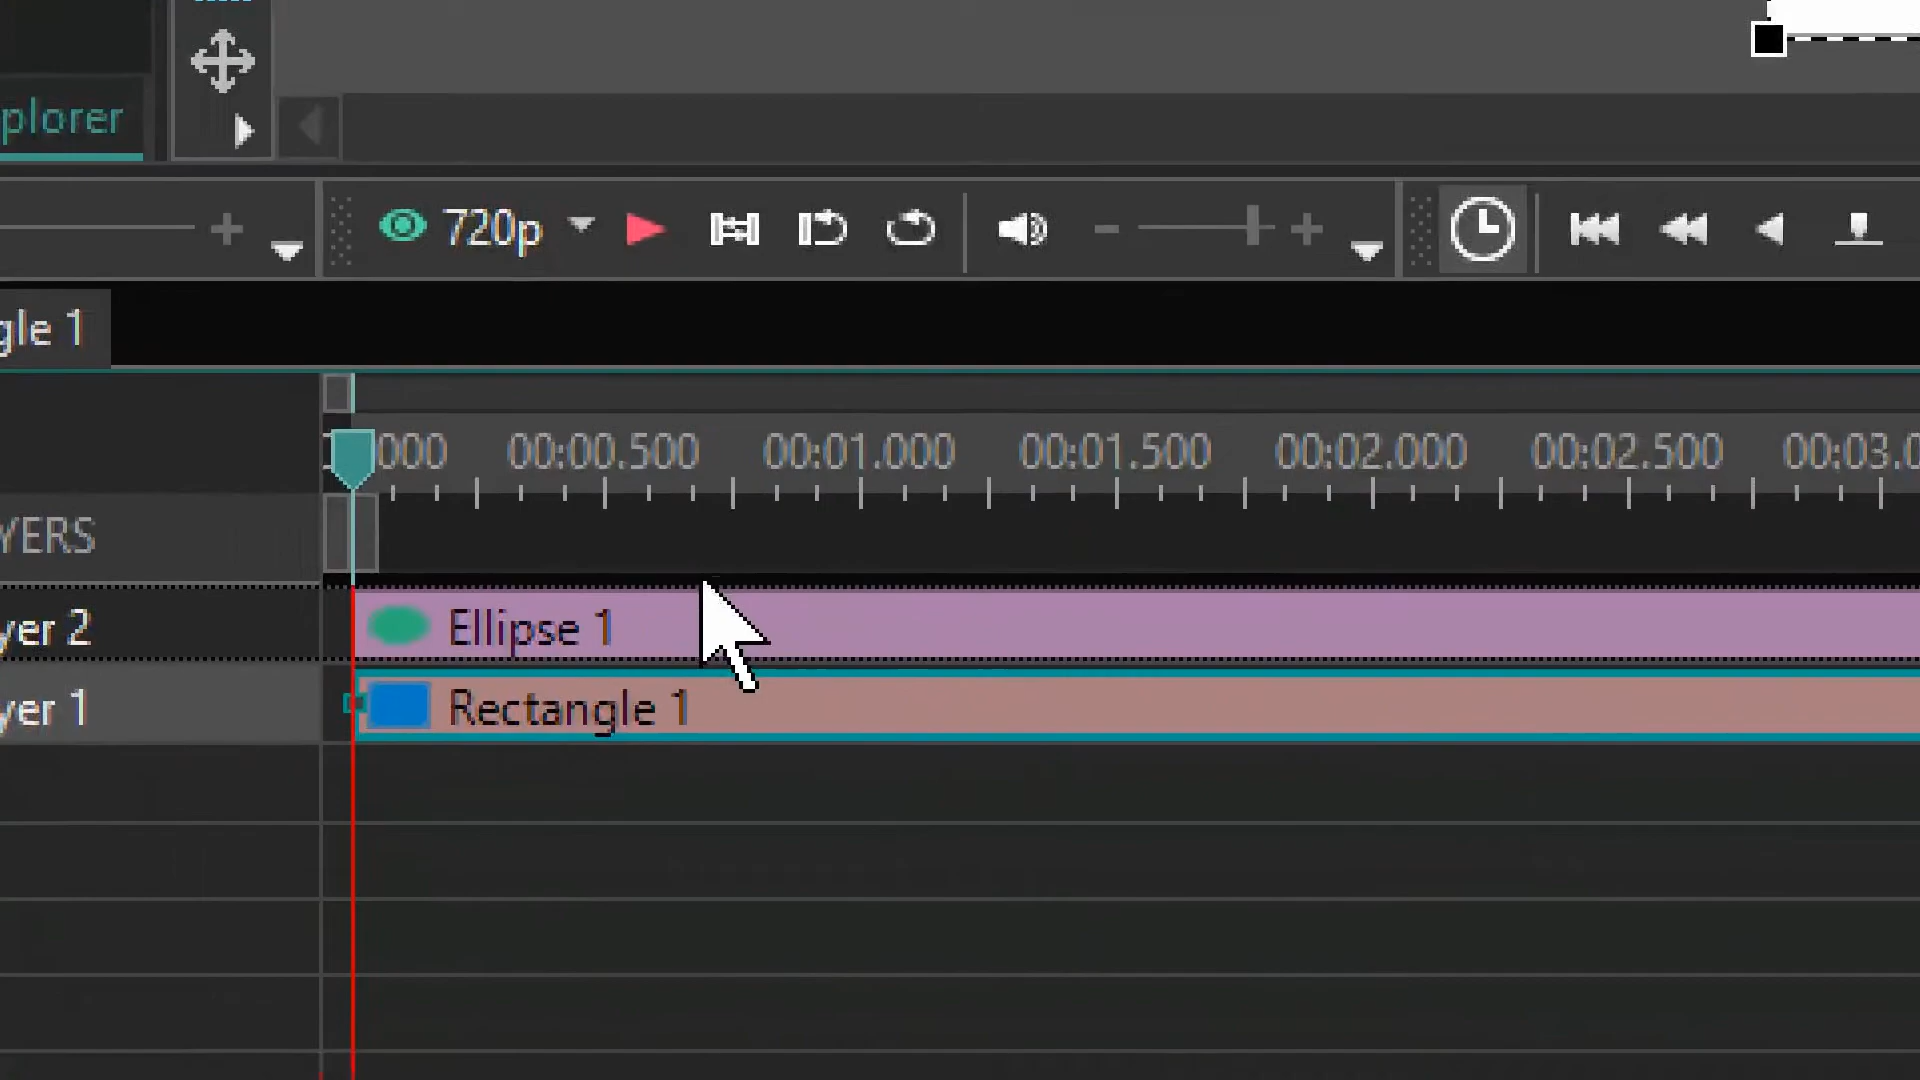 plorer
720p
gle 1
000 00:00.500 00:01.000 00:01.500 00:02.000 00:02.500 00:03.0
YERS
yer 2 Ellipse 1
yer 1 Rectangle 1